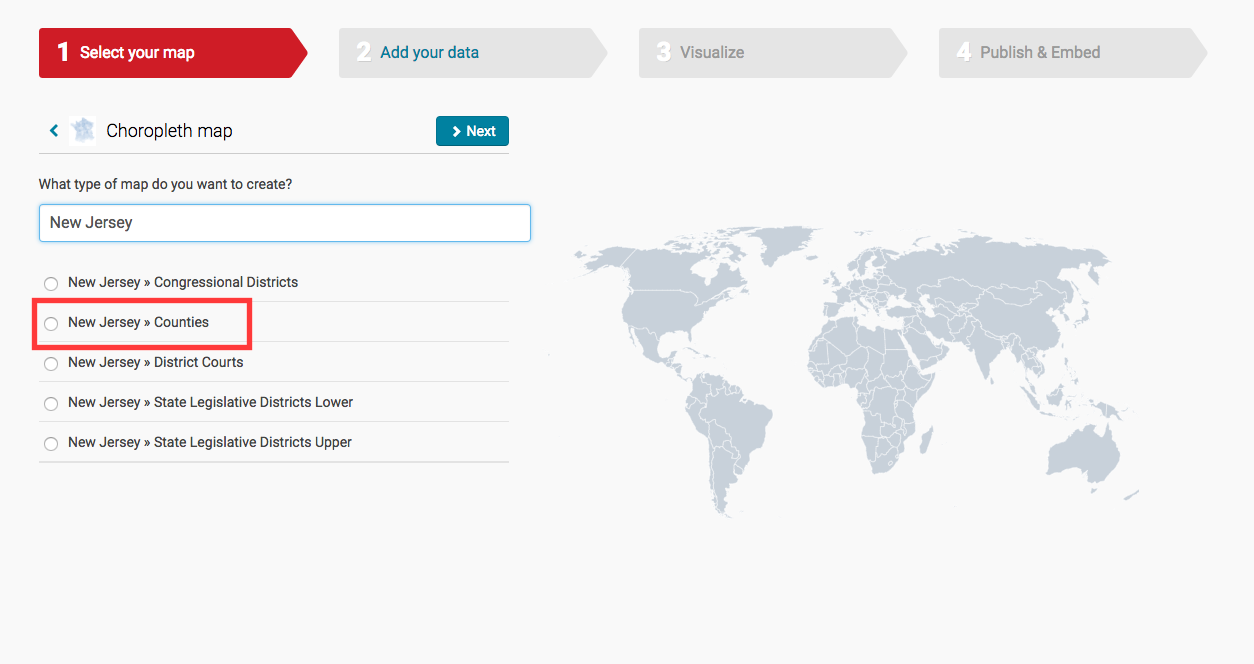 1 Select your map
2 Add your data
3 Visualize
4 Publish & Embed
Choropleth map
Next
What type of map do you want to create?
New Jersey
New Jersey » Congressional Districts
New Jersey » Counties
New Jersey » District Courts
New Jersey » State Legislative Districts Lower
New Jersey » State Legislative Districts Upper